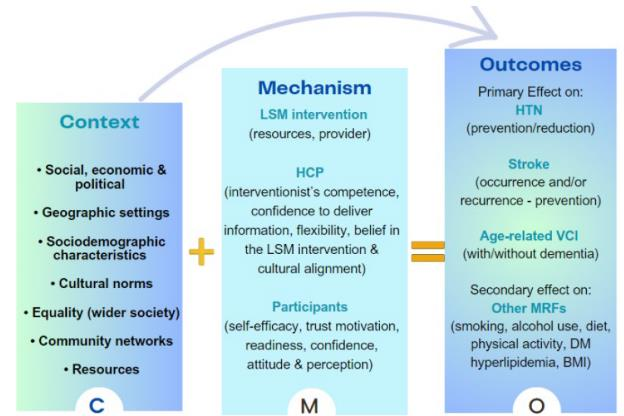 Context
• Social, economic &
political
• Geographic settings
• Sociodemographic
characteristics
• Cultural norms
• Equality (wider society)
• Community networks
• Resources
C
+
Mechanism
LSM intervention
(resources, provider)
HCP
(interventionist's competence,
confidence to deliver
information, flexibility, belief in
the LSM intervention &
cultural alignment)
Participants
(self-efficacy, trust motivation,
readiness, confidence,
attitude & perception)
M
=
Outcomes
Primary Effect on:
HTN
(prevention/reduction)
Stroke
(occurrence and/or
recurrence - prevention)
Age-related VCI
(with/without dementia)
Secondary effect on:
Other MRFs
(smoking, alcohol use, diet,
physical activity, DM
hyperlipidemia, BMI)
O